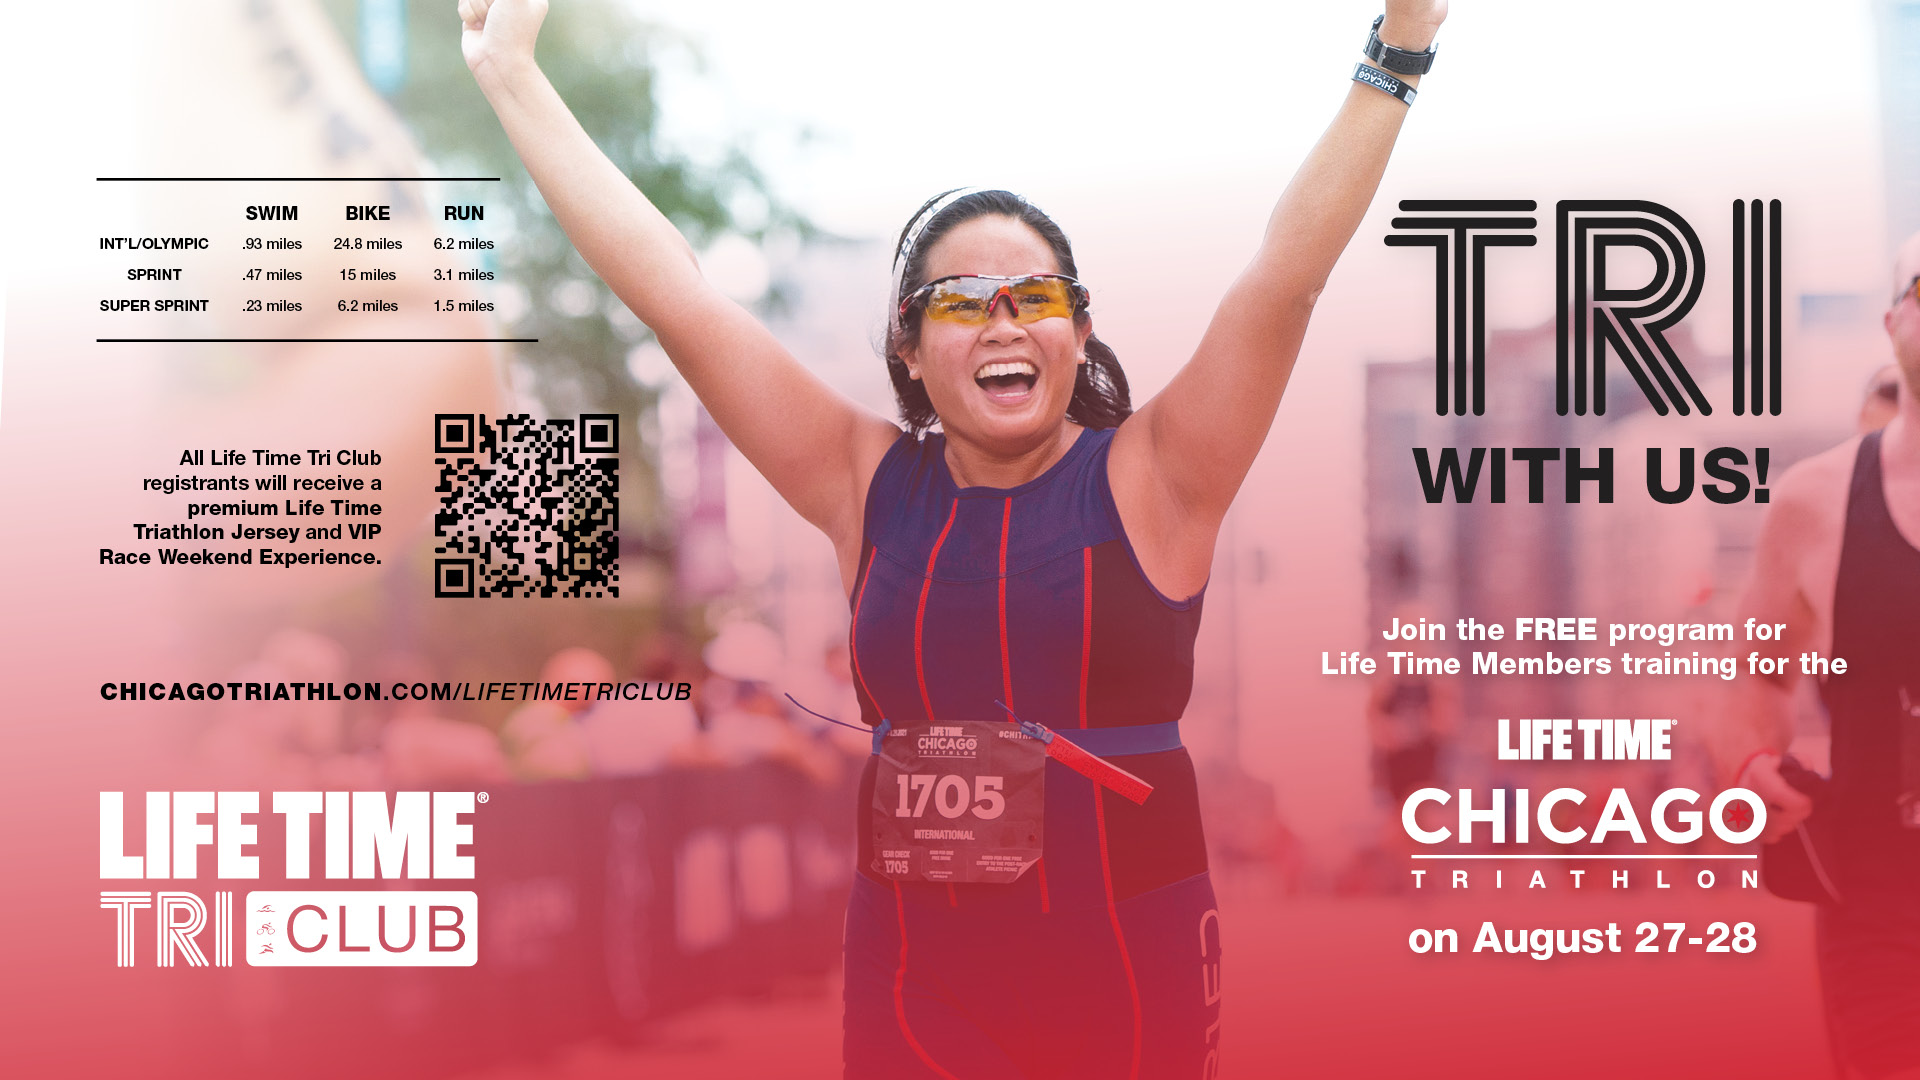 SWIM BIKE RUN
INT'L/OLYMPIC .93 miles 24.8 miles 6.2 miles
SPRINT .47 miles 15 miles 3.1 miles
SUPER SPRINT .23 miles 6.2 miles 1.5 miles
All Life Time Tri Club
registrants will receive a
premium Life Time
Triathlon Jersey and VIP
Race Weekend Experience.
CHICAGOTRIATHLON.COM/LIFETIMETRICLUB
LIFE TIME®
TRI CLUB
CHICAGO
LIFE TIME
CHICAGO
TRIATHLON
1705
INTERNATIONAL
GEAR CHECK
1705
TRI
WITH US!
Join the FREE program for
Life Time Members training for the
LIFE TIME®
CHICAGO
TRIATHLON
on August 27-28